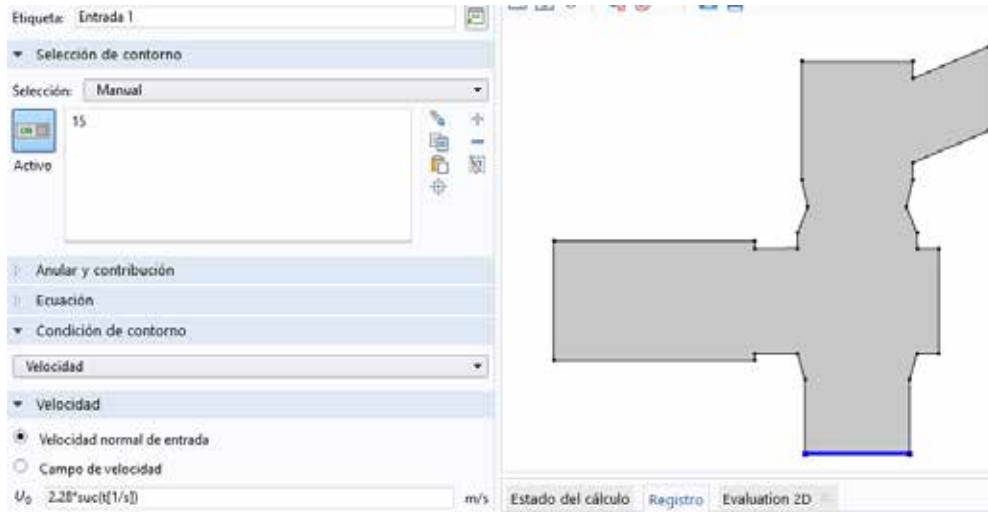 Etiqueta: Entrada 1
Selección de contorno
Selección: Manual
15
Activo
Anular y contribución
Ecuación
Condición de contorno
Velocidad
Velocidad
Velocidad normal de entrada
Campo de velocidad
U₀ 2.28*suc(t[1/s]) m/s
Estado del cálculo Registro Evaluation 2D